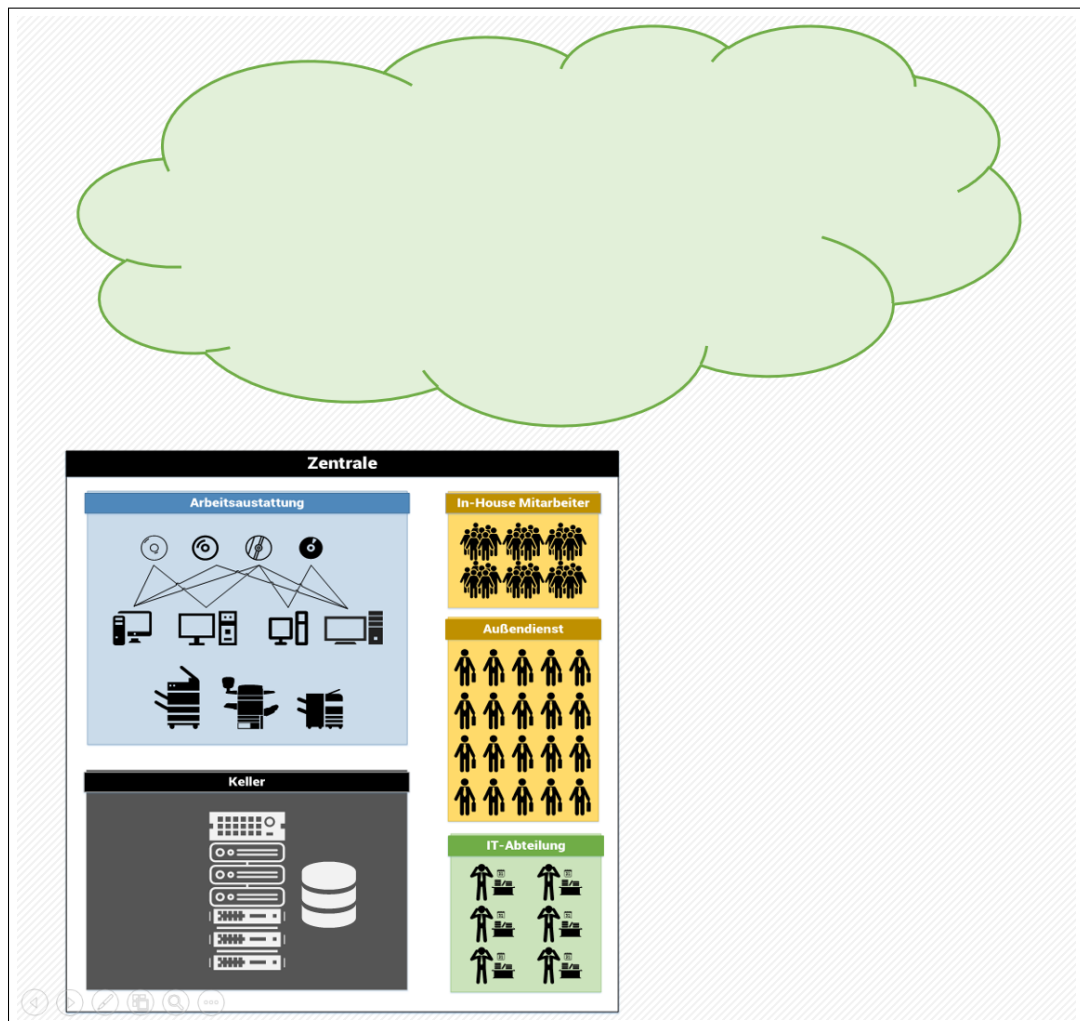 Zentrale
Arbeitsaustattung
In-House Mitarbeiter
Außendienst
Keller
IT-Abteilung